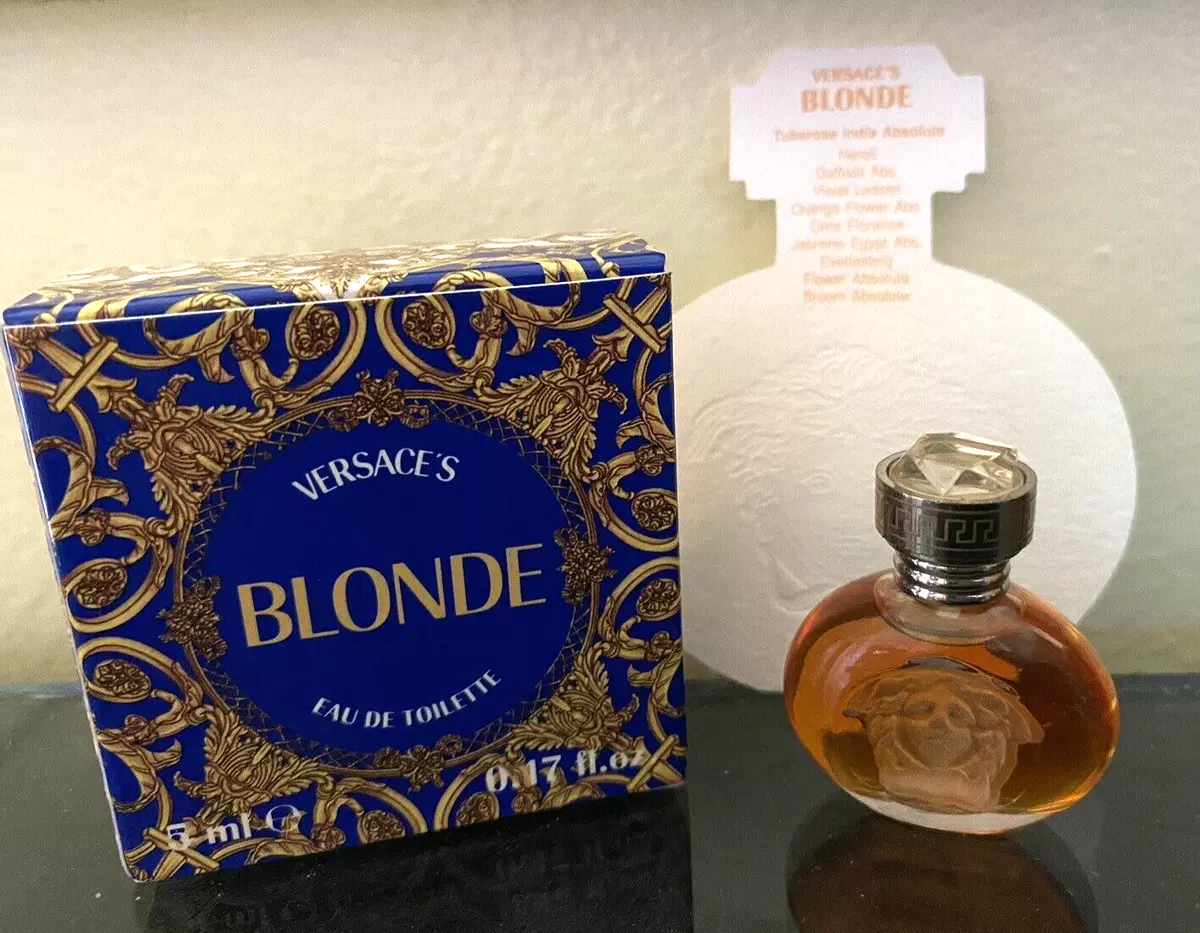 VERSACE'S
BLONDE
EAU DE TOILETTE
5 ml e
0.17 fl.oz
VERSACE'S
BLONDE
Tuberose India Absolute
Neroli
Daffodil Abs.
Violet Leaves
Orange Flower Abs.
Orris Florence
Jasmine Egypt Abs.
Everlasting
Flower Absolute
Broom Absolute